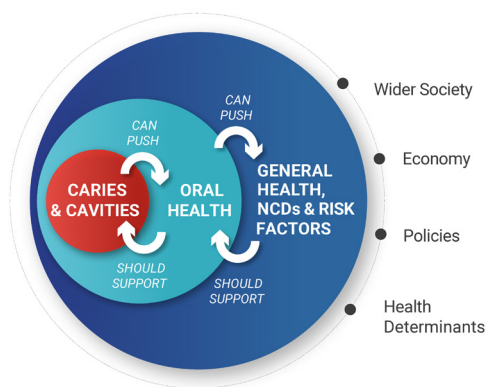 CARIES
& CAVITIES
CAN
PUSH
SHOULD
SUPPORT
ORAL
HEALTH
CAN
PUSH
SHOULD
SUPPORT
GENERAL
HEALTH,
NCDs & RISK
FACTORS
Wider Society
Economy
Policies
Health
Determinants